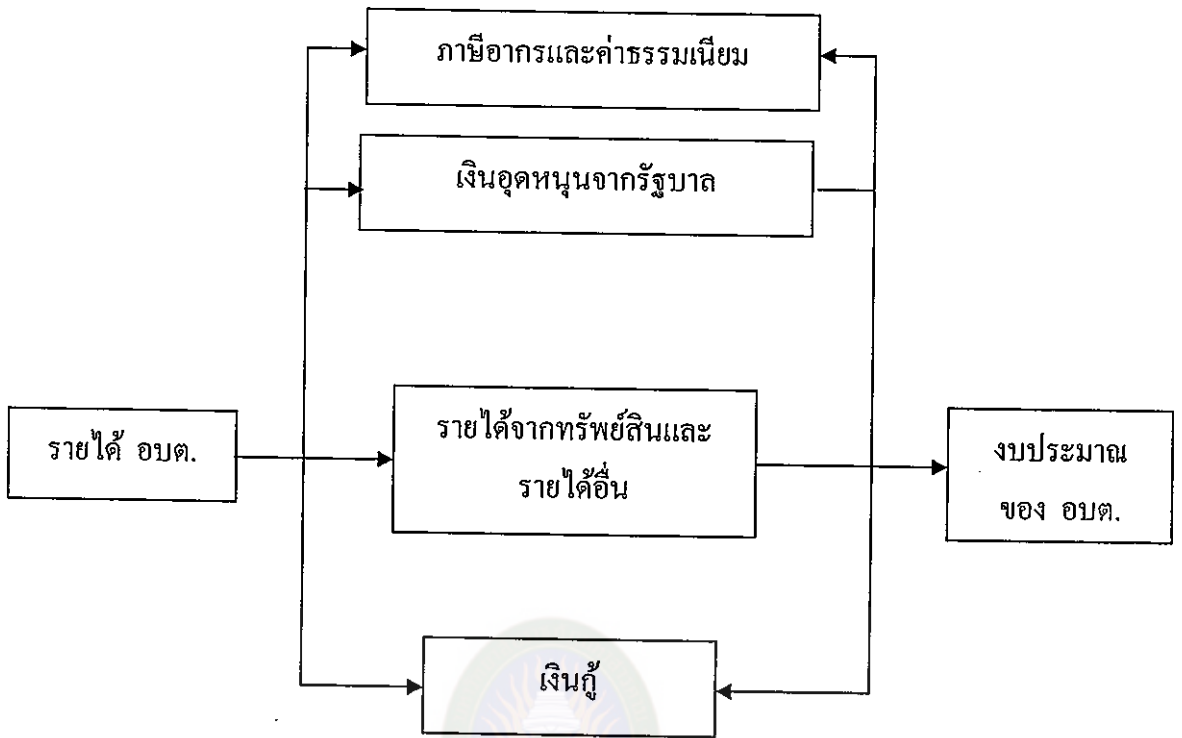 ภาษีอากรและค่าธรรมเนียม
เงินอุดหนุนจากรัฐบาล
รายได้ อบต.
รายได้จากทรัพย์สินและ
รายได้อื่น
งบประมาณ
ของ อบต.
เงินกู้